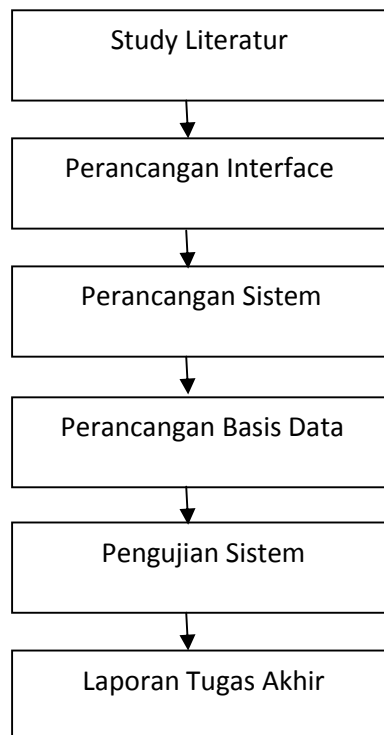 Study Literatur
Perancangan Interface
Perancangan Sistem
Perancangan Basis Data
Pengujian Sistem
Laporan Tugas Akhir